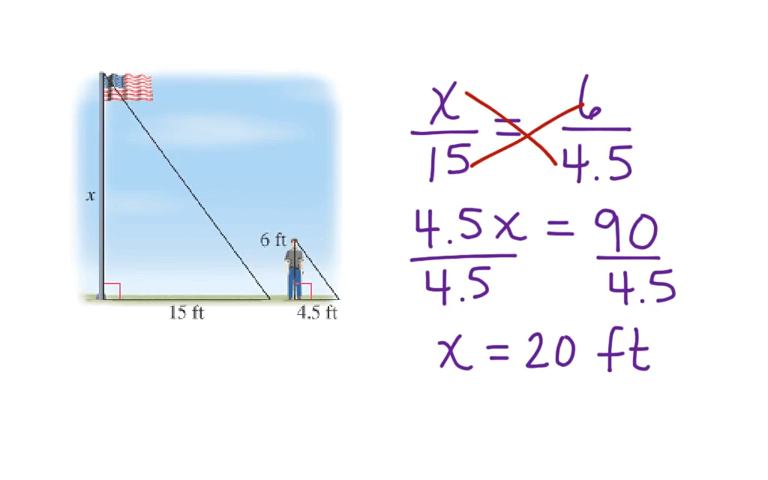 x
6 ft
15 ft
4.5 ft
x/15 = 6/4.5
4.5x/4.5 = 90/4.5
x = 20 ft